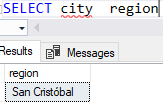 SELECT city region
Results Messages
region
San Cristóbal